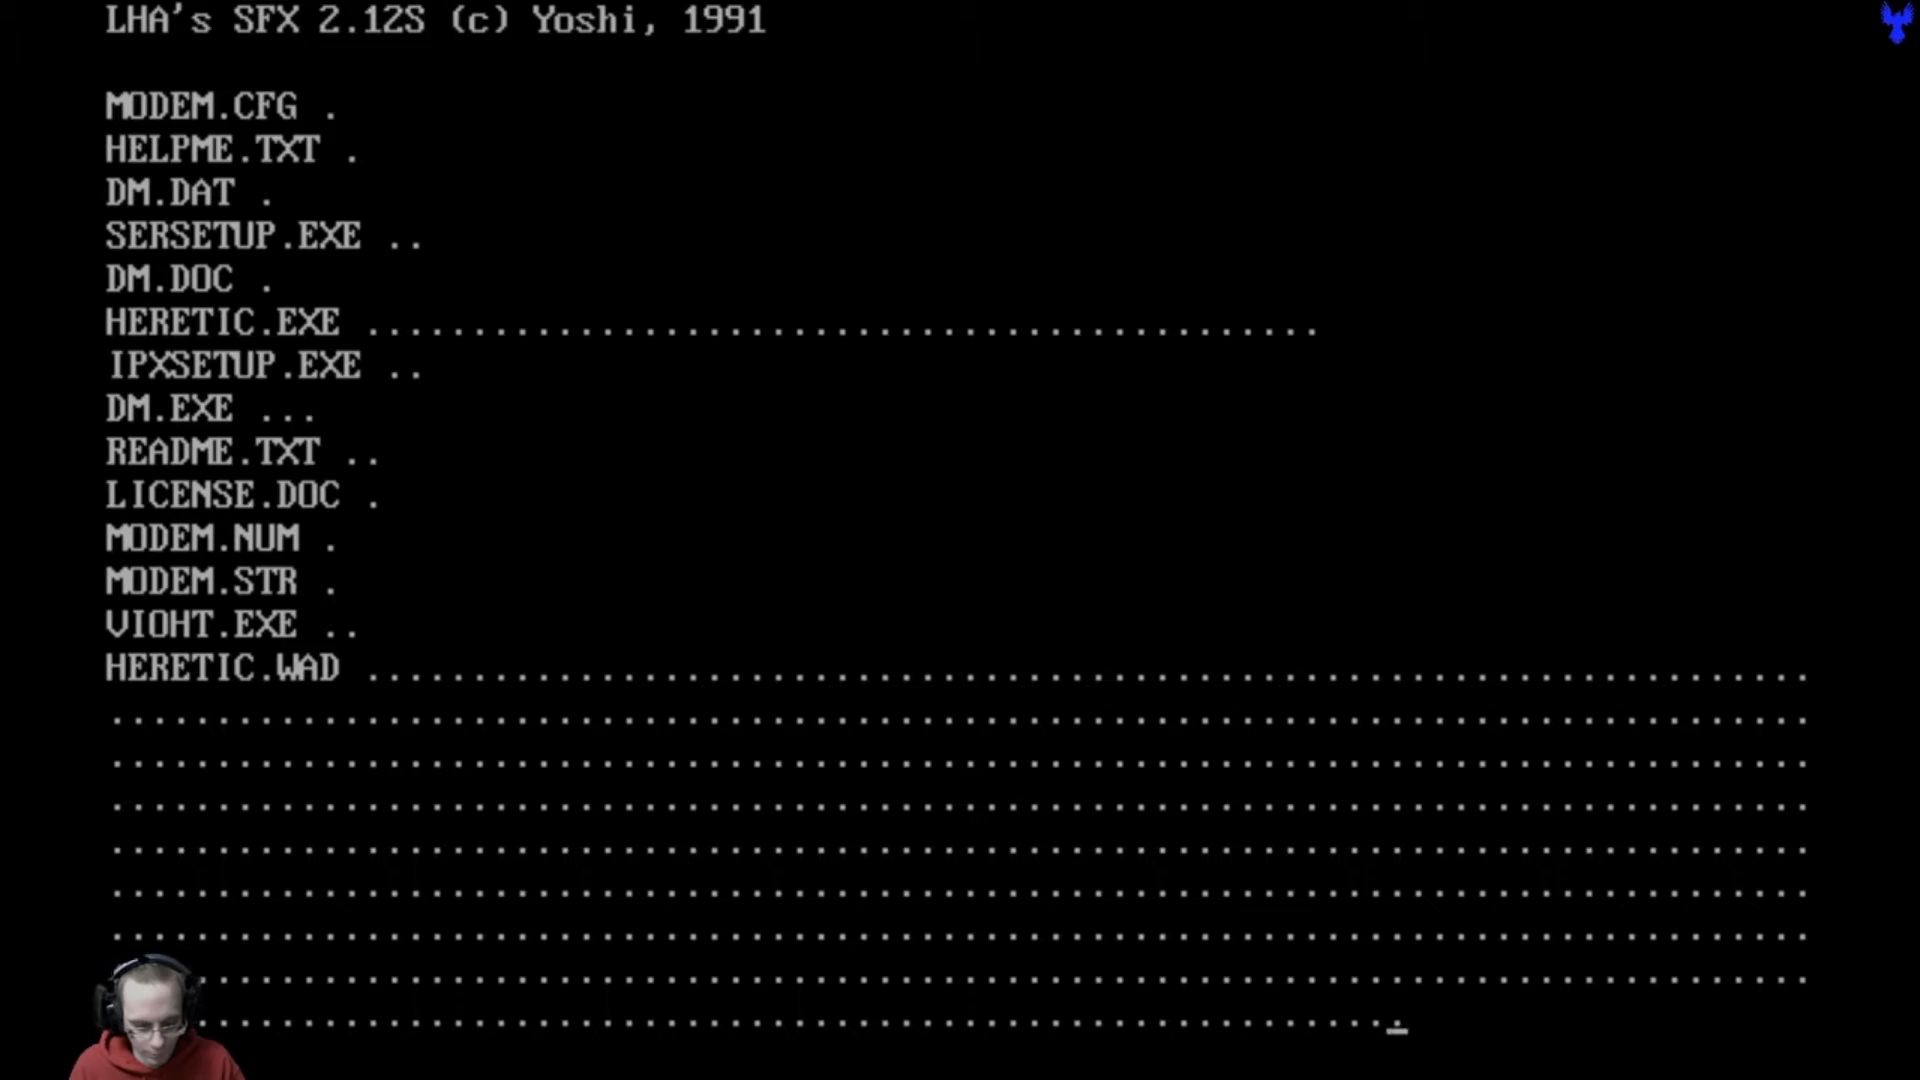 LHA's SFX 2.12S (c) Yoshi, 1991
MODEM.CFG .
HELPME.TXT .
DM.DAT .
SERSETUP.EXE ..
DM.DOC .
HERETIC.EXE .............................................
IPXSETUP.EXE ..
DM.EXE ...
README.TXT ..
LICENSE.DOC .
MODEM.NUM .
MODEM.STR .
VIOHT.EXE ..
HERETIC.WAD ....................................................................
................................................................................
................................................................................
................................................................................
................................................................................
................................................................................
................................................................................
............................................................................
........................................................_